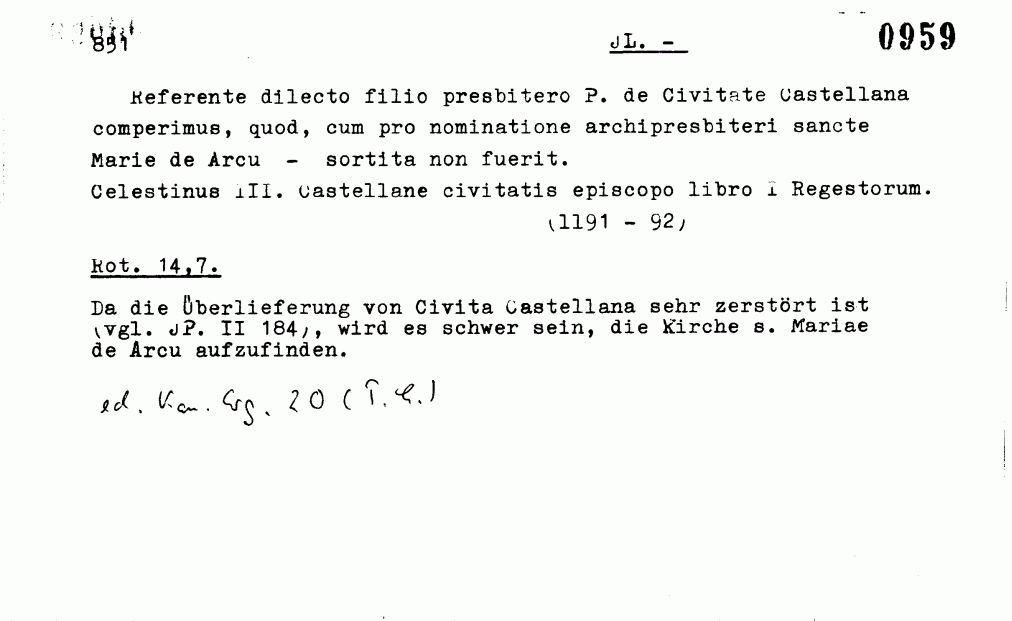 851 JL. - 0959
Referente dilecto filio presbitero P. de Civitate Castellana
comperimus, quod, cum pro nominatione archipresbiteri sancte
Marie de Arcu - sortita non fuerit.
Celestinus III. Castellane civitatis episcopo libro I Regestorum.
(1191 - 92)
Rot. 14,7.
Da die Überlieferung von Civita Castellana sehr zerstört ist
(vgl. JP. II 184), wird es schwer sein, die Kirche s. Mariae
de Arcu aufzufinden.
ed. Kan. Erg. 20 (T. C.)